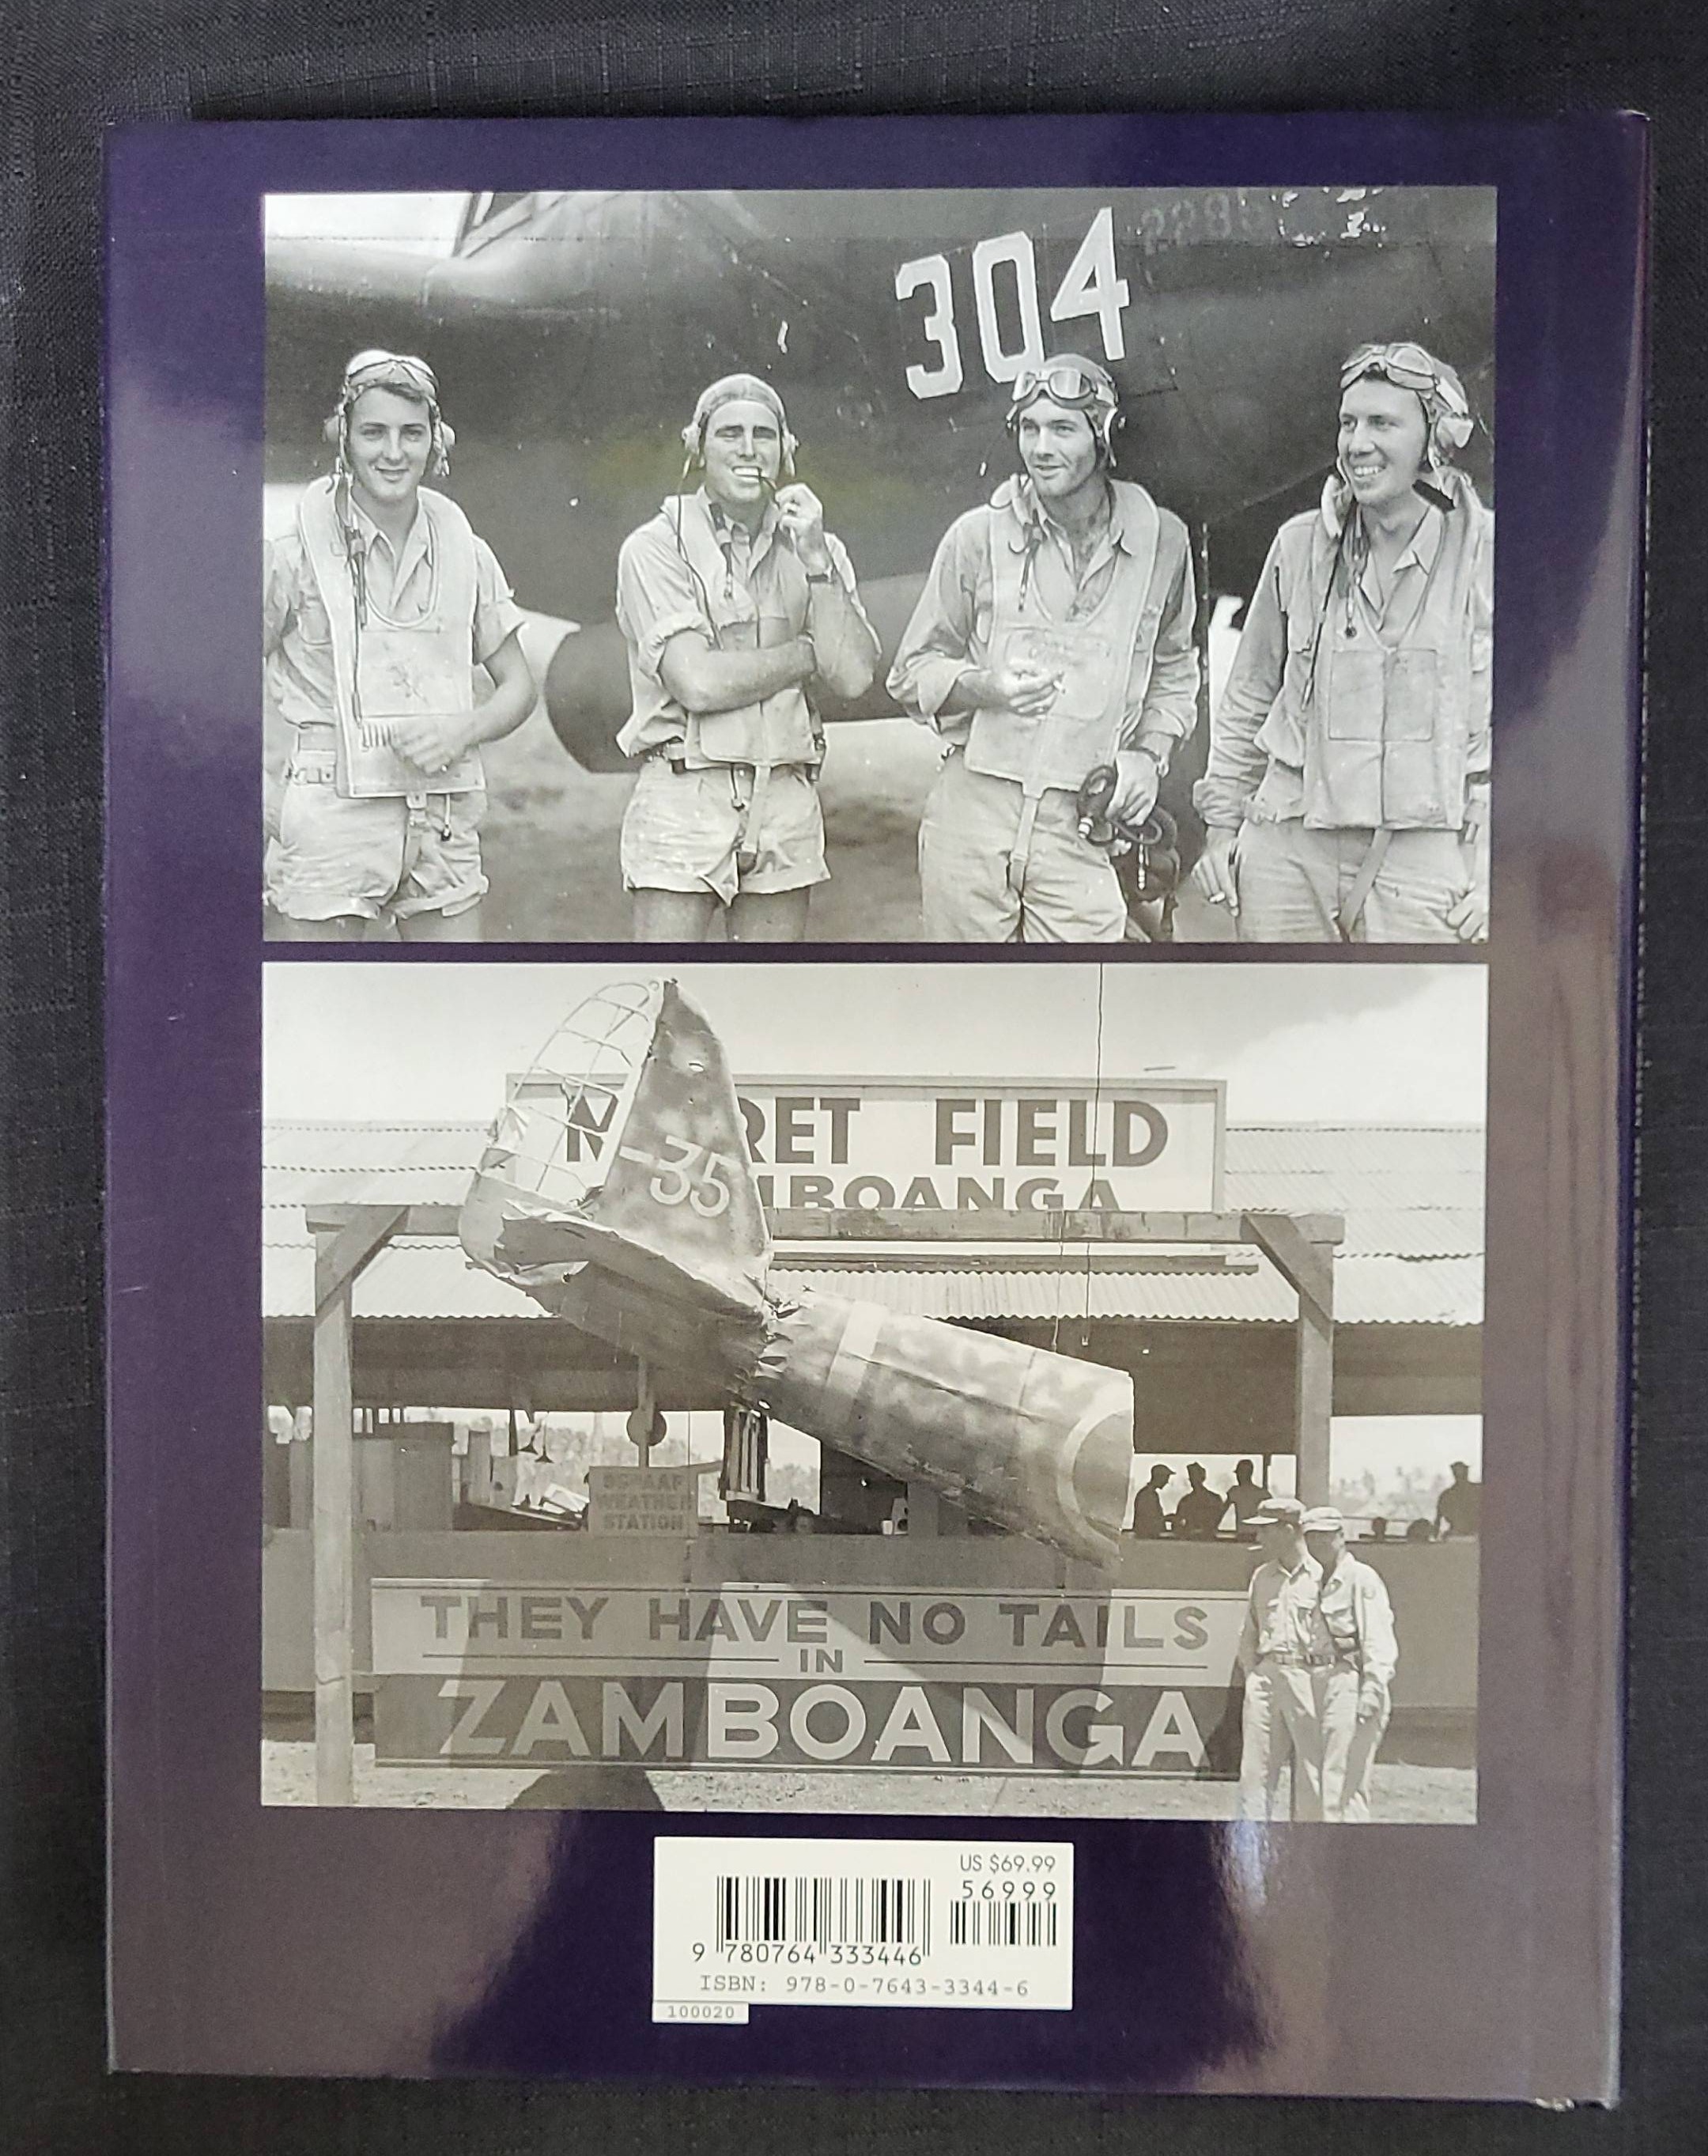 304
FIELD
-35
USAAF
WEATHER
STATION
THEY HAVE NO TAILS
IN
ZAMBOANGA
US $69.99
56999
9 780764 333446
ISBN: 978-0-7643-3344-6
100020